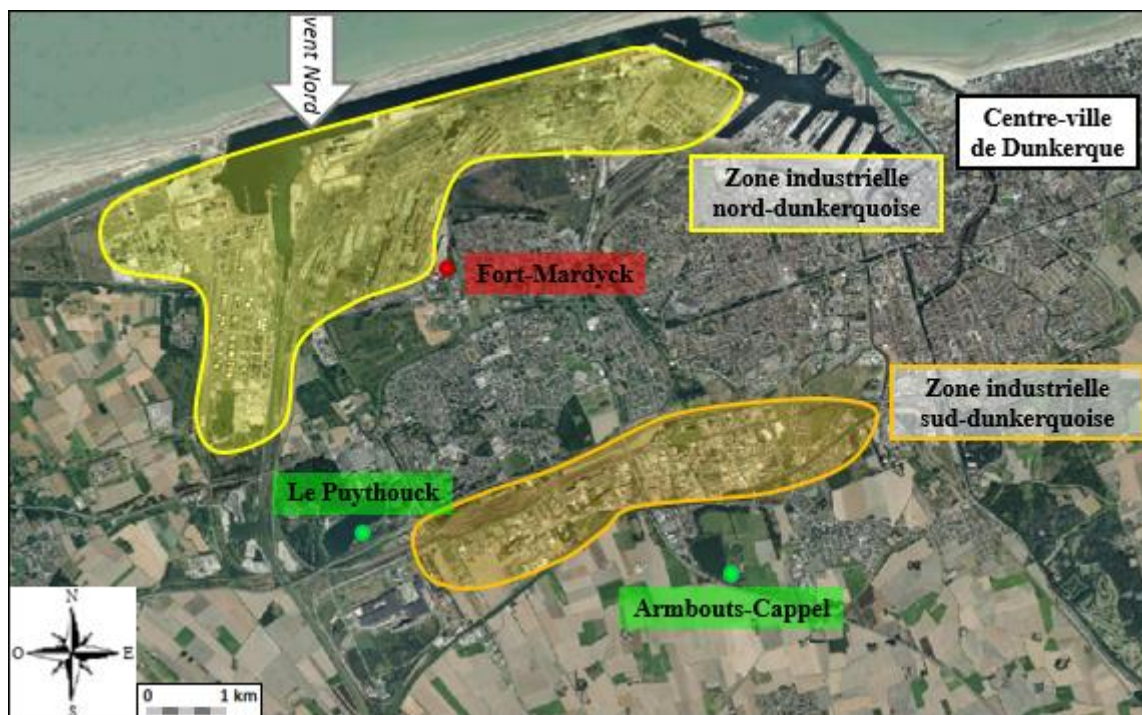 vent Nord
Centre-ville
de Dunkerque
Zone industrielle
nord-dunkerquoise
Fort-Mardyck
Zone industrielle
sud-dunkerquoise
Le Puythouck
Armbouts-Cappel
N
O
E
S
0 1 km